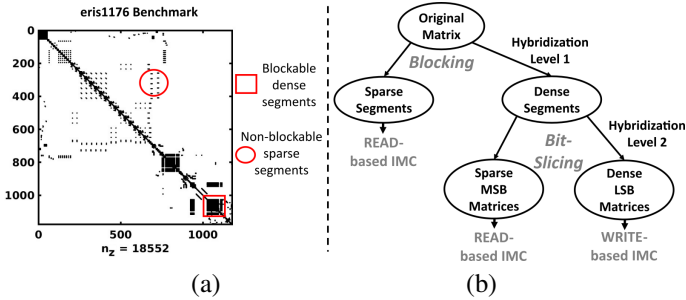 eris1176 Benchmark
0
200
400
600
800
1000
0
500
1000
n_z = 18552
Blockable
dense
segments
Non-blockable
sparse
segments
(a)
Original
Matrix
Blocking
Hybridization
Level 1
Sparse
Segments
Dense
Segments
READ-
based IMC
Bit-
Slicing
Hybridization
Level 2
Sparse
MSB
Matrices
Dense
LSB
Matrices
READ-
based IMC
WRITE-
based IMC
(b)